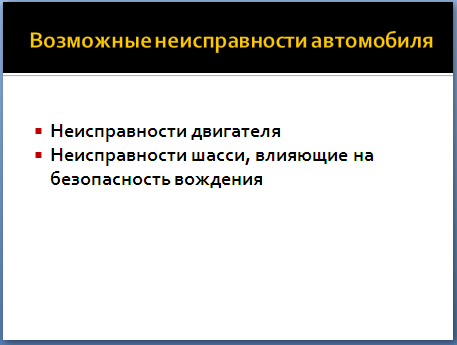 Возможные неисправности автомобиля
Неисправности двигателя
Неисправности шасси, влияющие на
безопасность вождения